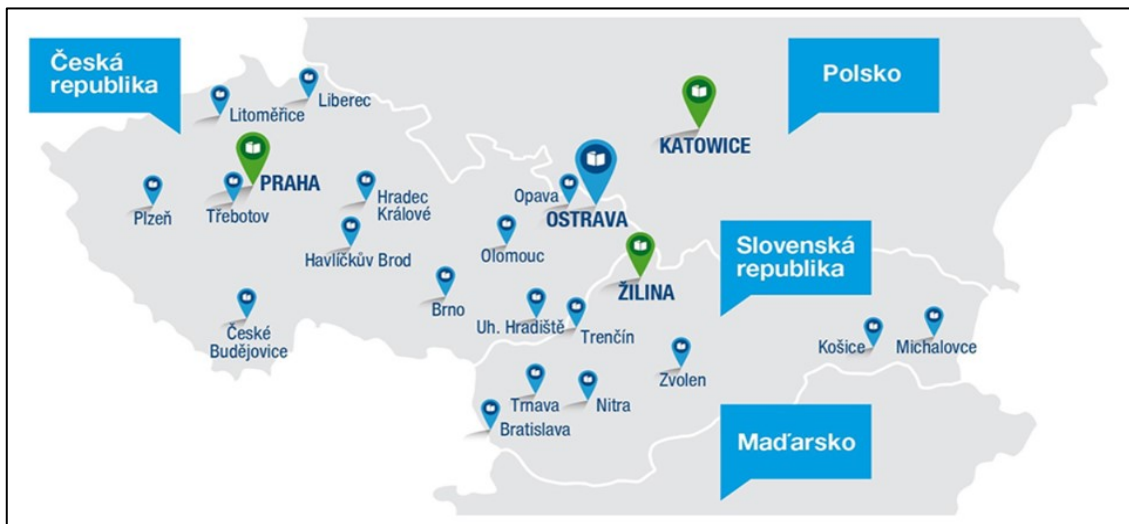 Česká
republika
Polsko
Liberec
Litoměřice
KATOWICE
PRAHA
Plzeň
Třebotov
Hradec
Králové
Opava
OSTRAVA
Havlíčkův Brod
Olomouc
Slovenská
republika
ŽILINA
Brno
Uh. Hradiště
Trenčín
České
Budějovice
Košice
Michalovce
Zvolen
Trnava
Nitra
Bratislava
Maďarsko